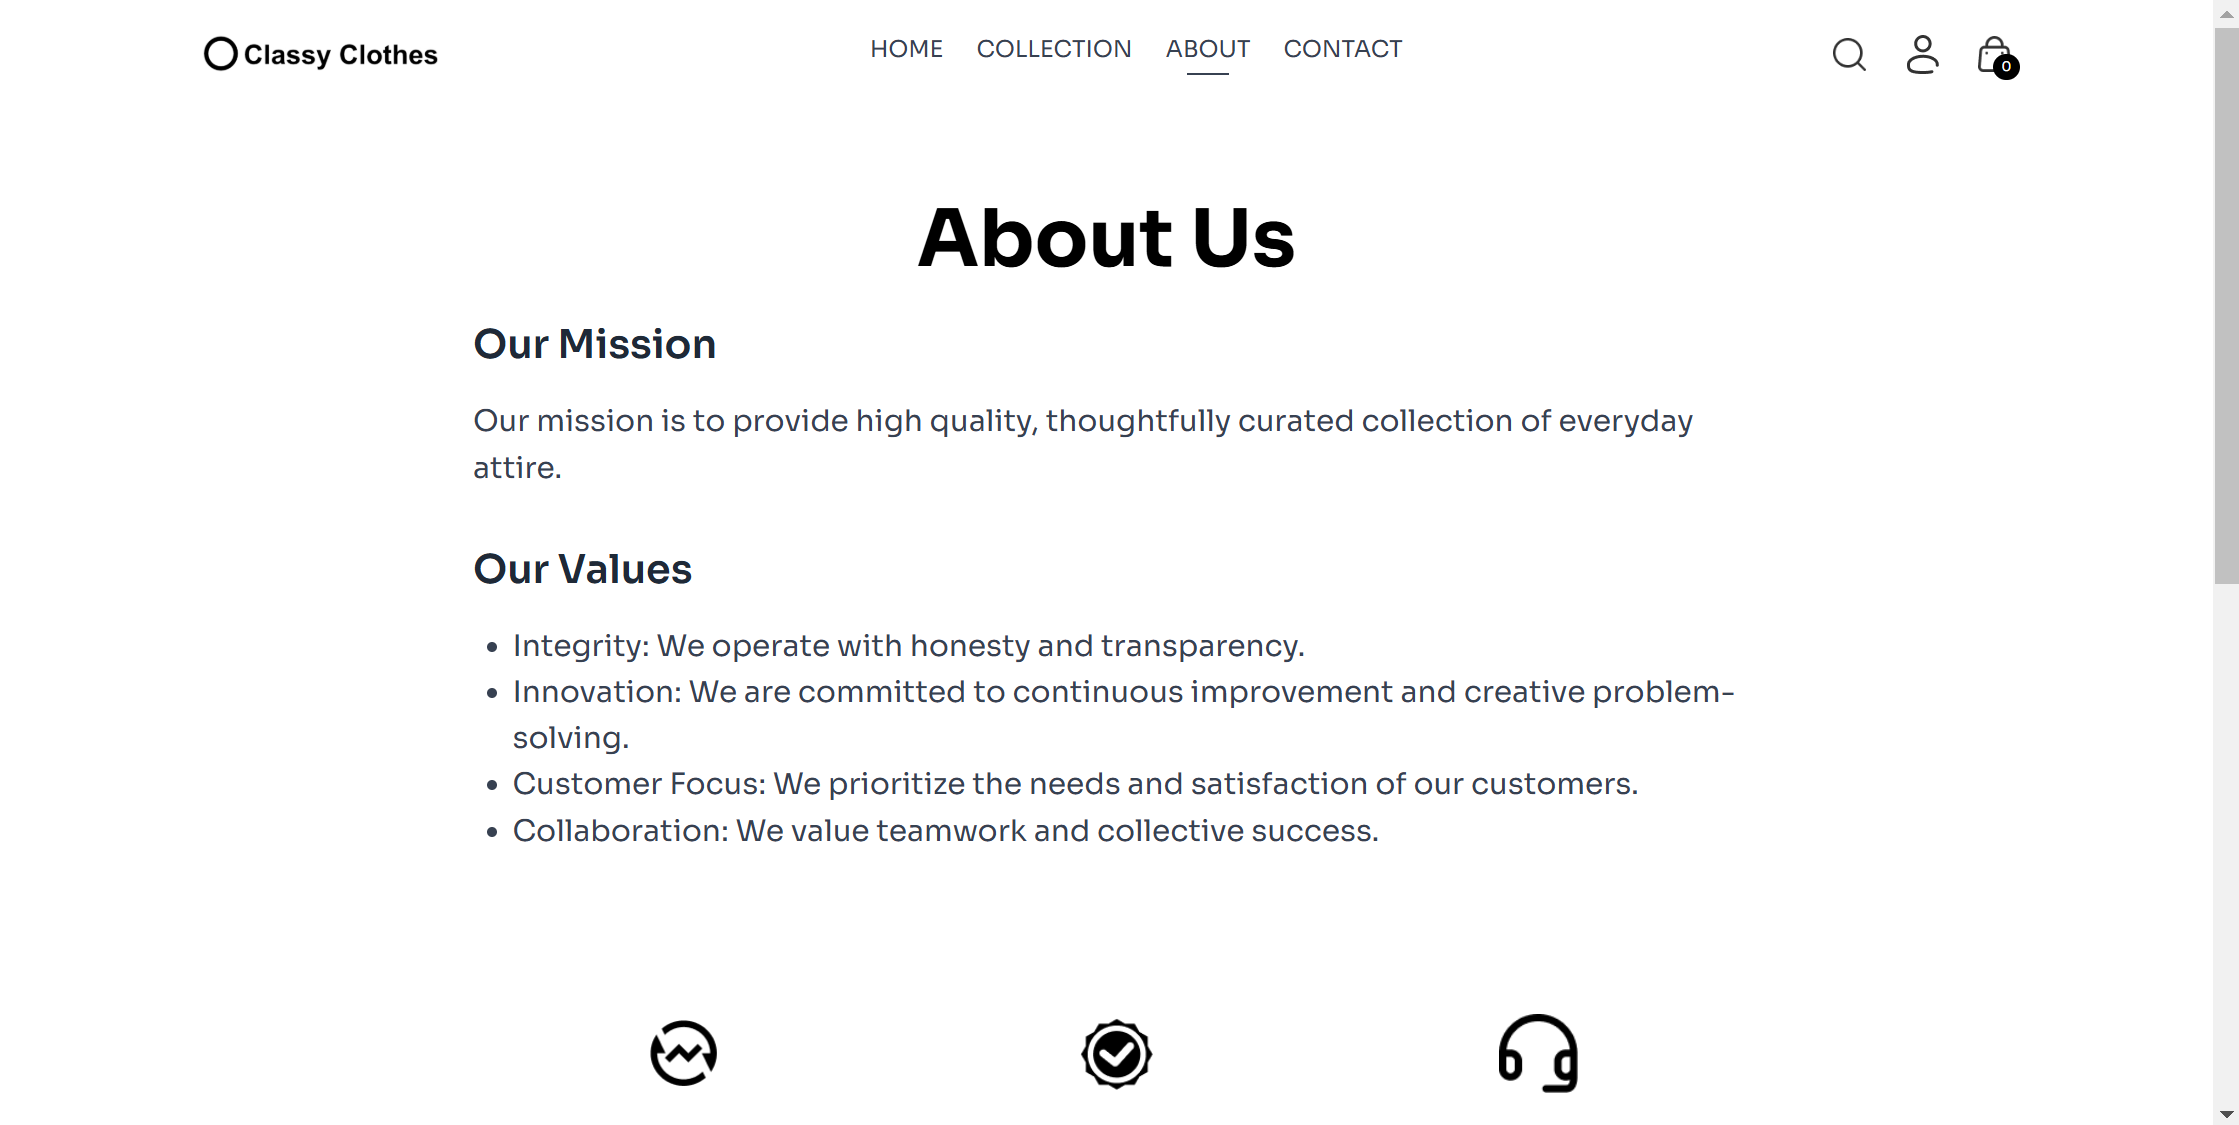 Classy Clothes
HOME COLLECTION ABOUT CONTACT
0
About Us
Our Mission
Our mission is to provide high quality, thoughtfully curated collection of everyday
attire.
Our Values
• Integrity: We operate with honesty and transparency.
• Innovation: We are committed to continuous improvement and creative problem-
solving.
• Customer Focus: We prioritize the needs and satisfaction of our customers.
• Collaboration: We value teamwork and collective success.